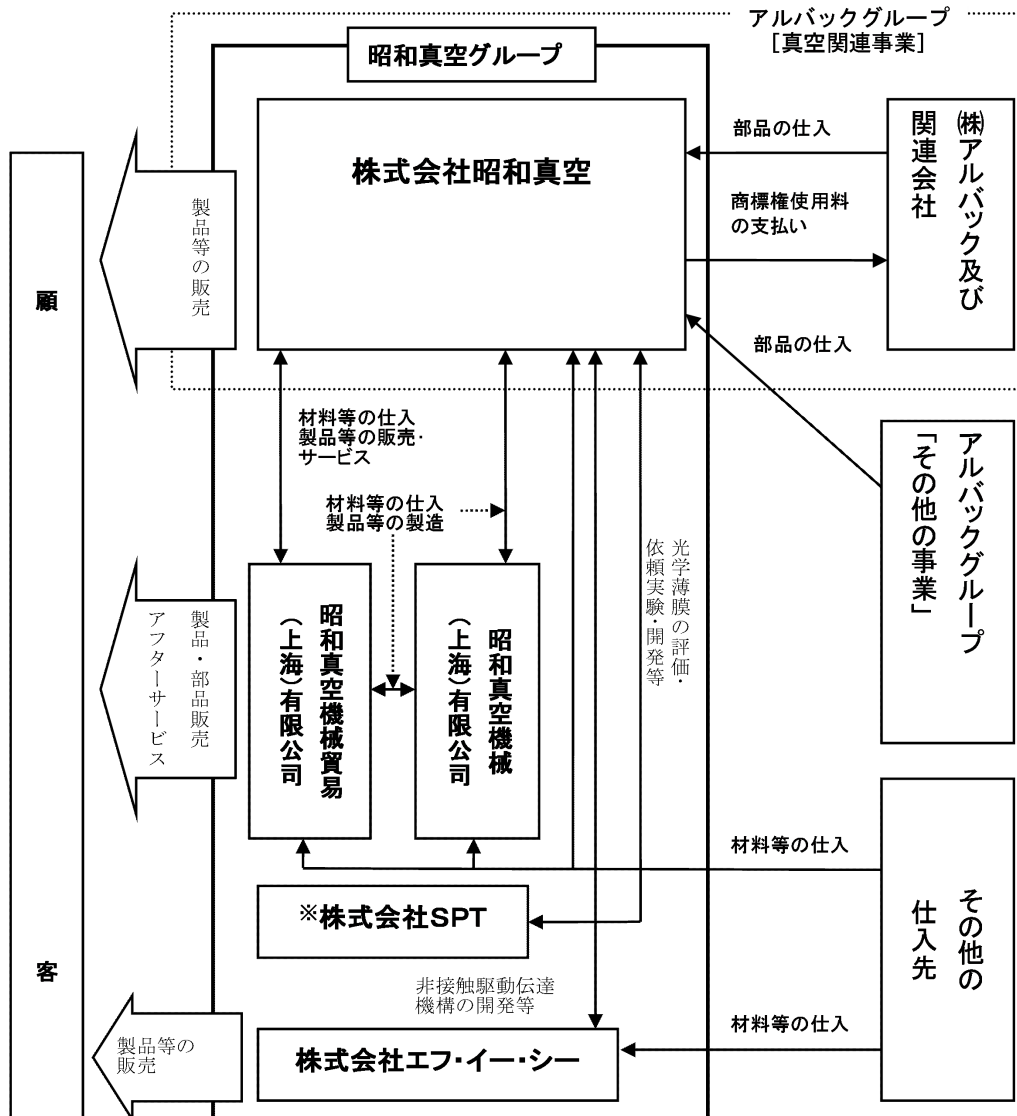 アルバックグループ
[真空関連事業]
昭和真空グループ
株式会社昭和真空
部品の仕入
商標権使用料
の支払い
㈱アルバック及び
関連会社
製品等の販売
顧
客
部品の仕入
材料等の仕入
製品等の販売･
サービス
材料等の仕入
製品等の製造
光学薄膜の評価・
依頼実験・開発等
アルバックグループ
「その他の事業」
製品・部品販売
アフターサービス
昭和真空機械貿易
（上海）有限公司
昭和真空機械
（上海）有限公司
材料等の仕入
その他の
仕入先
※株式会社SPT
非接触駆動伝達
機構の開発等
材料等の仕入
製品等の
販売
株式会社エフ･イー･シー